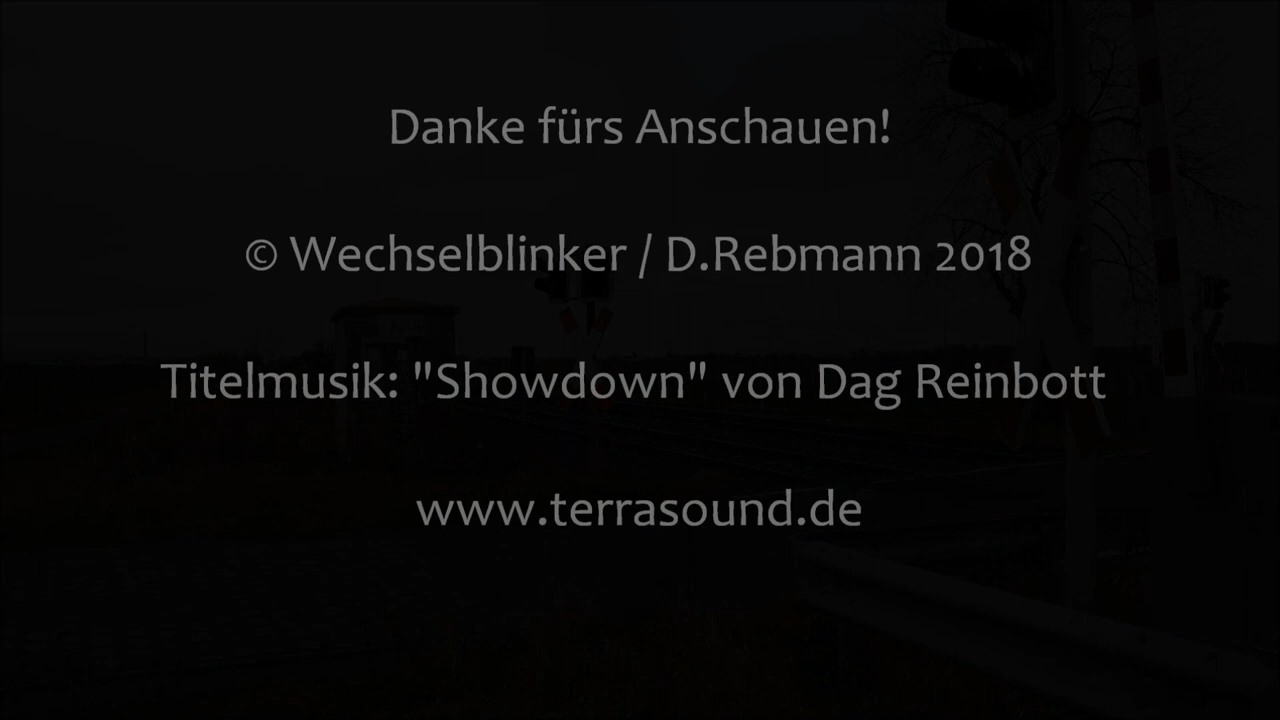 Danke fürs Anschauen!
© Wechselblinker / D.Rebmann 2018
Titelmusik: "Showdown" von Dag Reinbott
www.terrasound.de